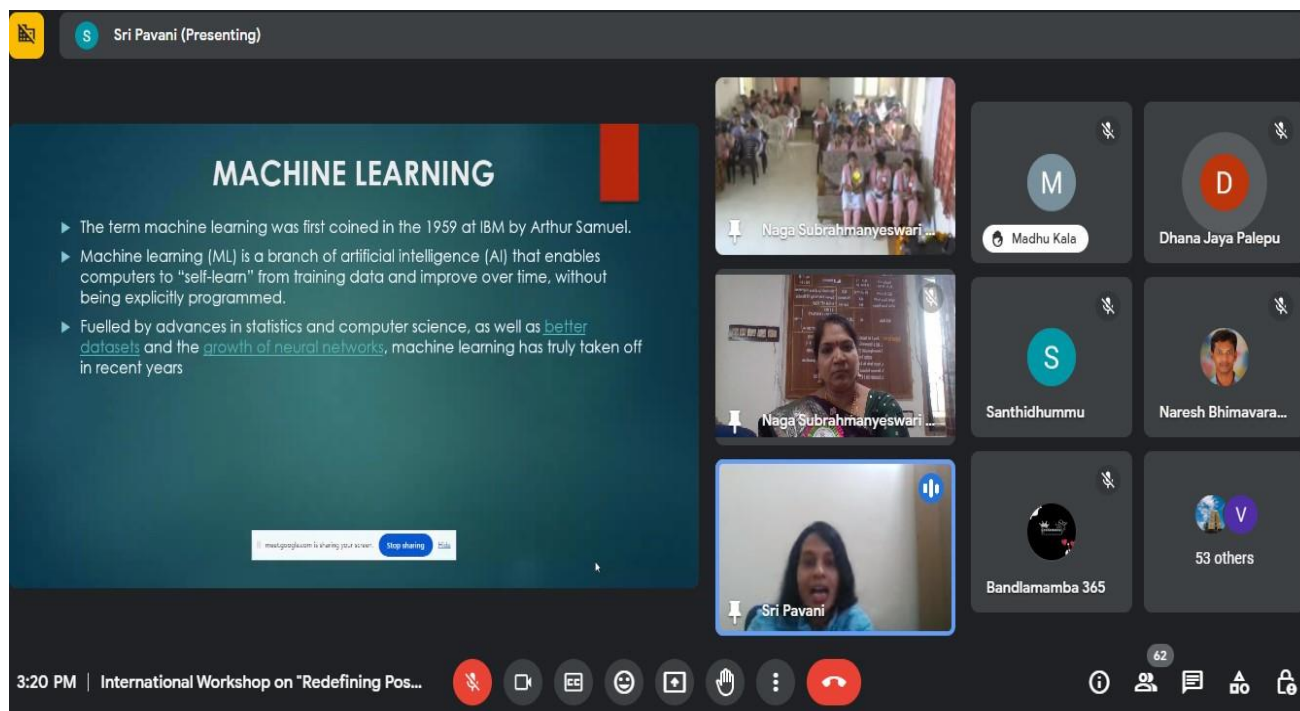 S Sri Pavani (Presenting)
MACHINE LEARNING
The term machine learning was first coined in the 1959 at IBM by Arthur Samuel.
Machine learning (ML) is a branch of artificial intelligence (AI) that enables
computers to “self-learn” from training data and improve over time, without
being explicitly programmed.
Fuelled by advances in statistics and computer science, as well as better
datasets and the growth of neural networks, machine learning has truly taken off
in recent years
meet.google.com is sharing your screen. Stop sharing Hide
Naga Subrahmanyeswari ...
Naga Subrahmanyeswari ...
Sri Pavani
M
Madhu Kala
D
Dhana Jaya Palepu
S
Santhidhummu
Naresh Bhimavara...
Bandlamamba 365
V
53 others
3:20 PM | International Workshop on "Redefining Pos...
CC
62